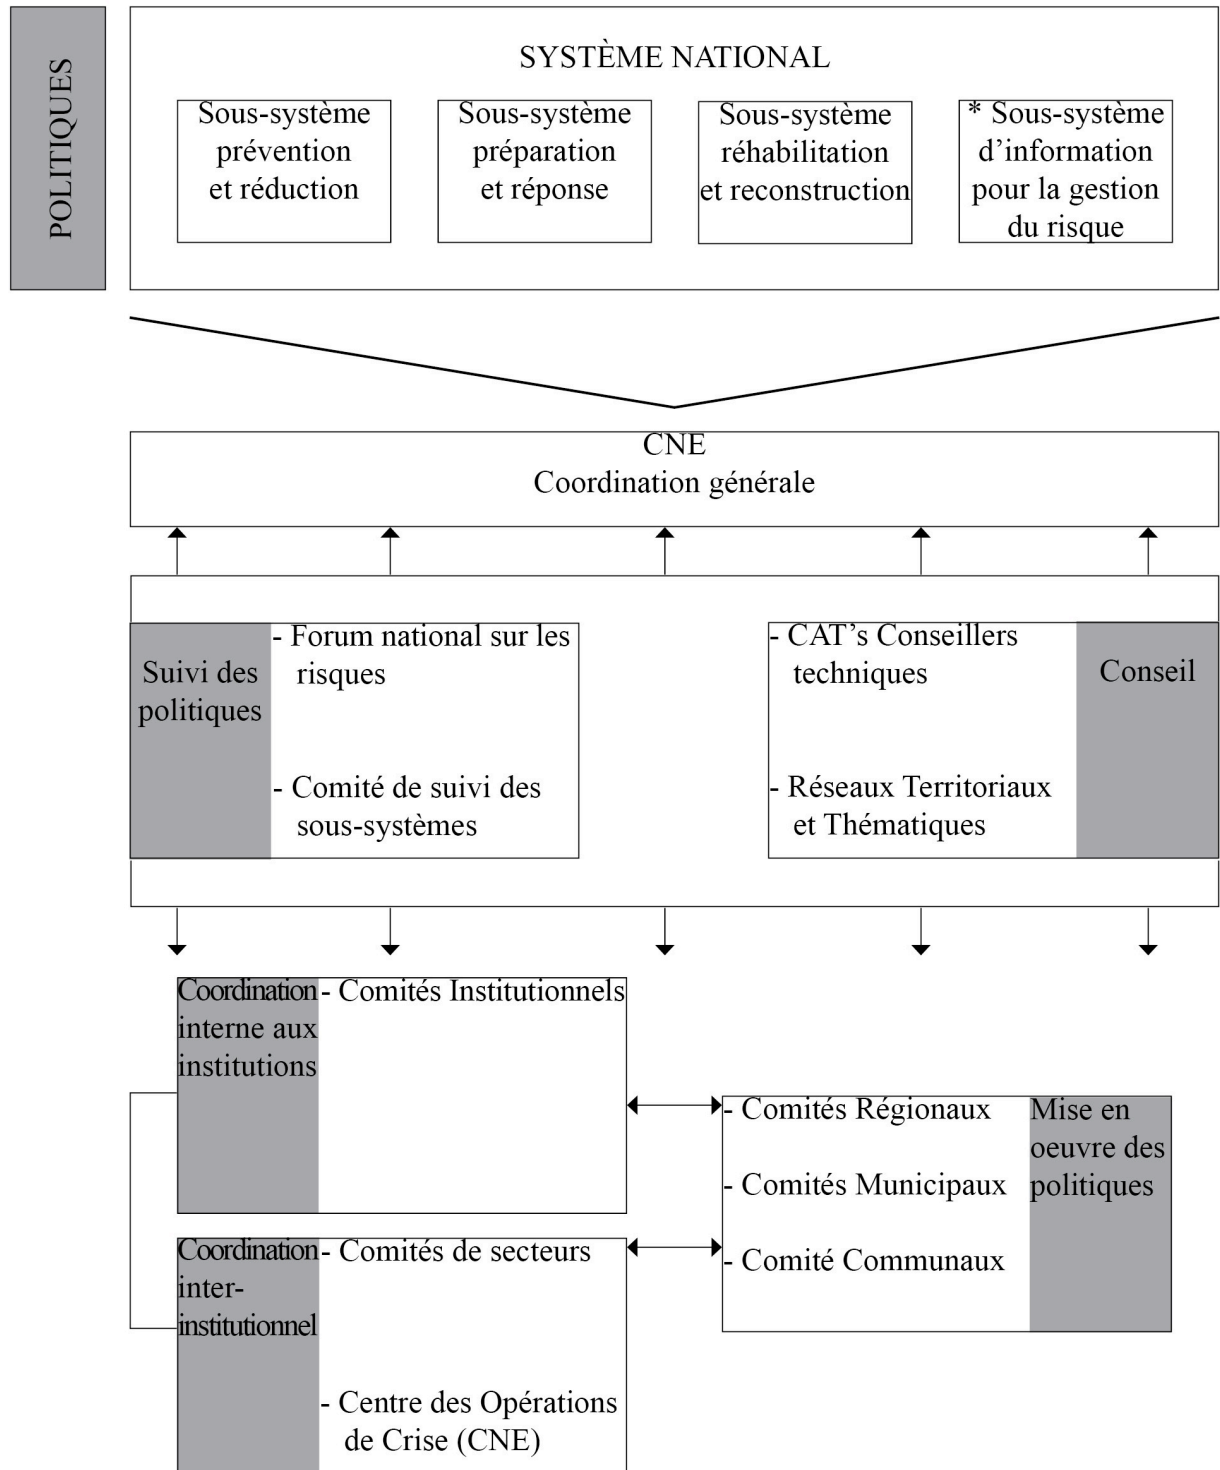 POLITIQUES
SYSTÈME NATIONAL
Sous-système
prévention
et réduction
Sous-système
préparation
et réponse
Sous-système
réhabilitation
et reconstruction
* Sous-système
d’information
pour la gestion
du risque
CNE
Coordination générale
Suivi des
politiques
- Forum national sur les
risques
- Comité de suivi des
sous-systèmes
- CAT’s Conseillers
techniques
- Réseaux Territoriaux
et Thématiques
Conseil
Coordination
interne aux
institutions
- Comités Institutionnels
Coordination
inter-
institutionnel
- Comités de secteurs
- Centre des Opérations
de Crise (CNE)
- Comités Régionaux
- Comités Municipaux
- Comité Communaux
Mise en
oeuvre des
politiques